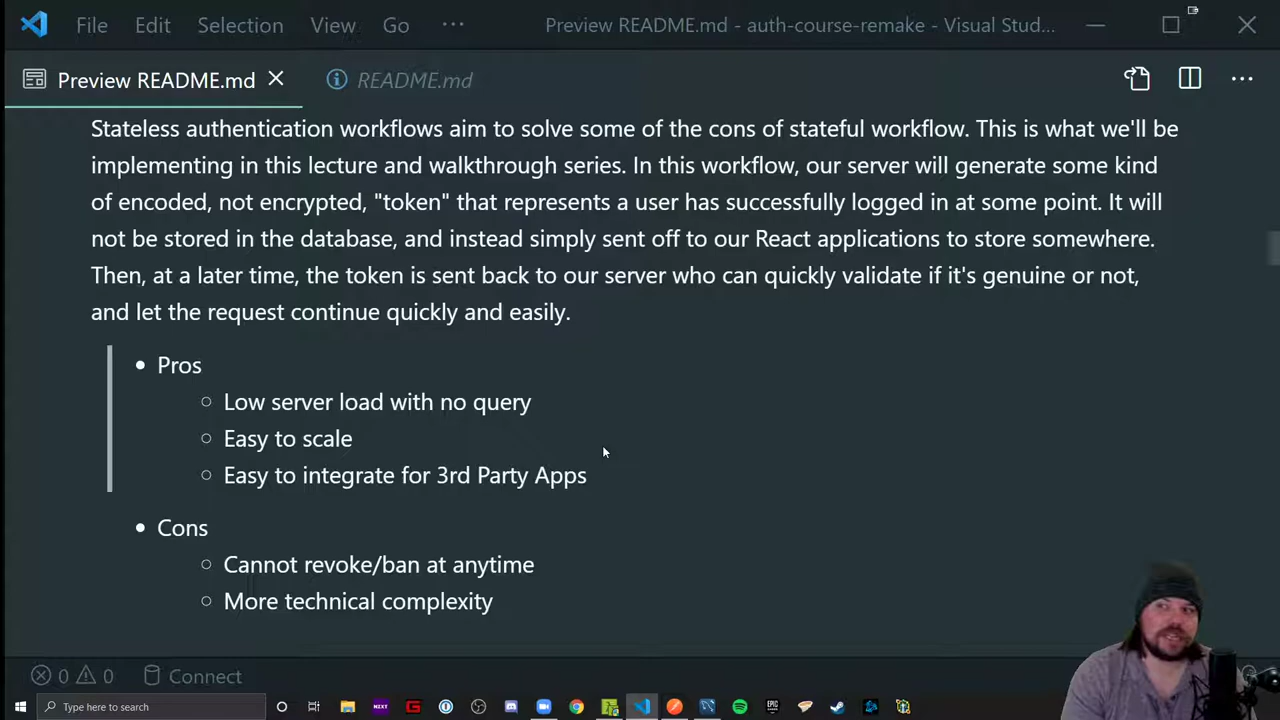 File Edit Selection View Go ··· Preview README.md - auth-course-remake - Visual Stud...
Preview README.md README.md
Stateless authentication workflows aim to solve some of the cons of stateful workflow. This is what we'll be
implementing in this lecture and walkthrough series. In this workflow, our server will generate some kind
of encoded, not encrypted, "token" that represents a user has successfully logged in at some point. It will
not be stored in the database, and instead simply sent off to our React applications to store somewhere.
Then, at a later time, the token is sent back to our server who can quickly validate if it's genuine or not,
and let the request continue quickly and easily.
Pros
Low server load with no query
Easy to scale
Easy to integrate for 3rd Party Apps
Cons
Cannot revoke/ban at anytime
More technical complexity
0 0 Connect
Type here to search